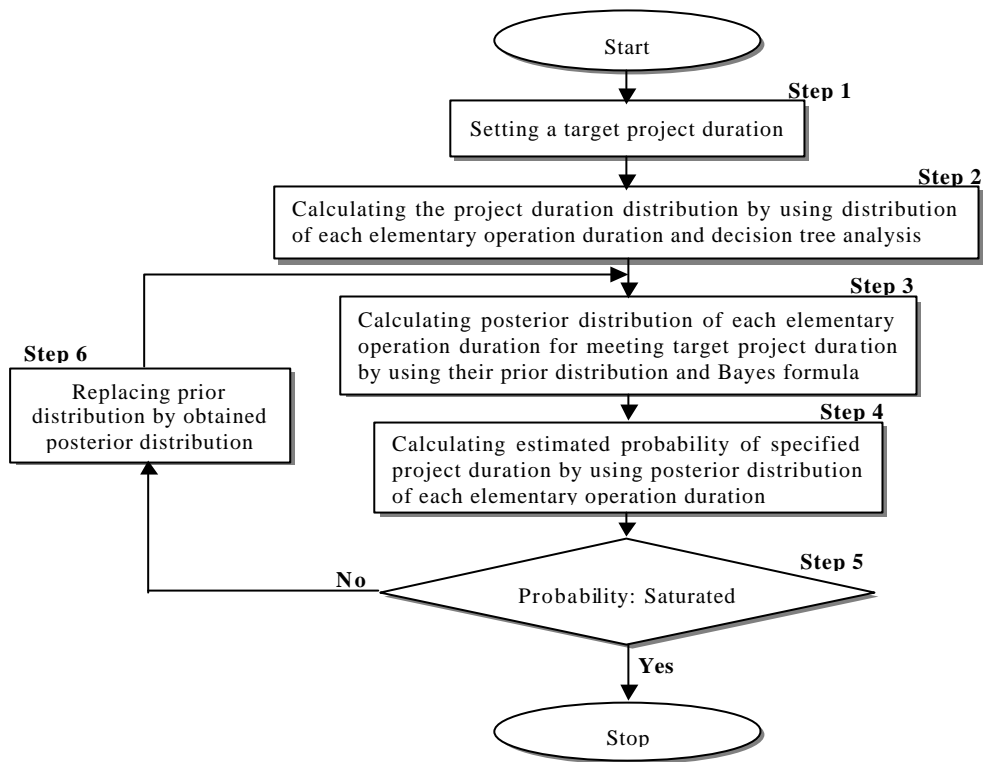 Start
Step 1
Setting a target project duration
Step 2
Calculating the project duration distribution by using distribution
of each elementary operation duration and decision tree analysis
Step 3
Calculating posterior distribution of each elementary
operation duration for meeting target project duration
by using their prior distribution and Bayes formula
Step 6
Replacing prior
distribution by obtained
posterior distribution
Step 4
Calculating estimated probability of specified
project duration by using posterior distribution
of each elementary operation duration
Step 5
No
Probability: Saturated
Yes
Stop